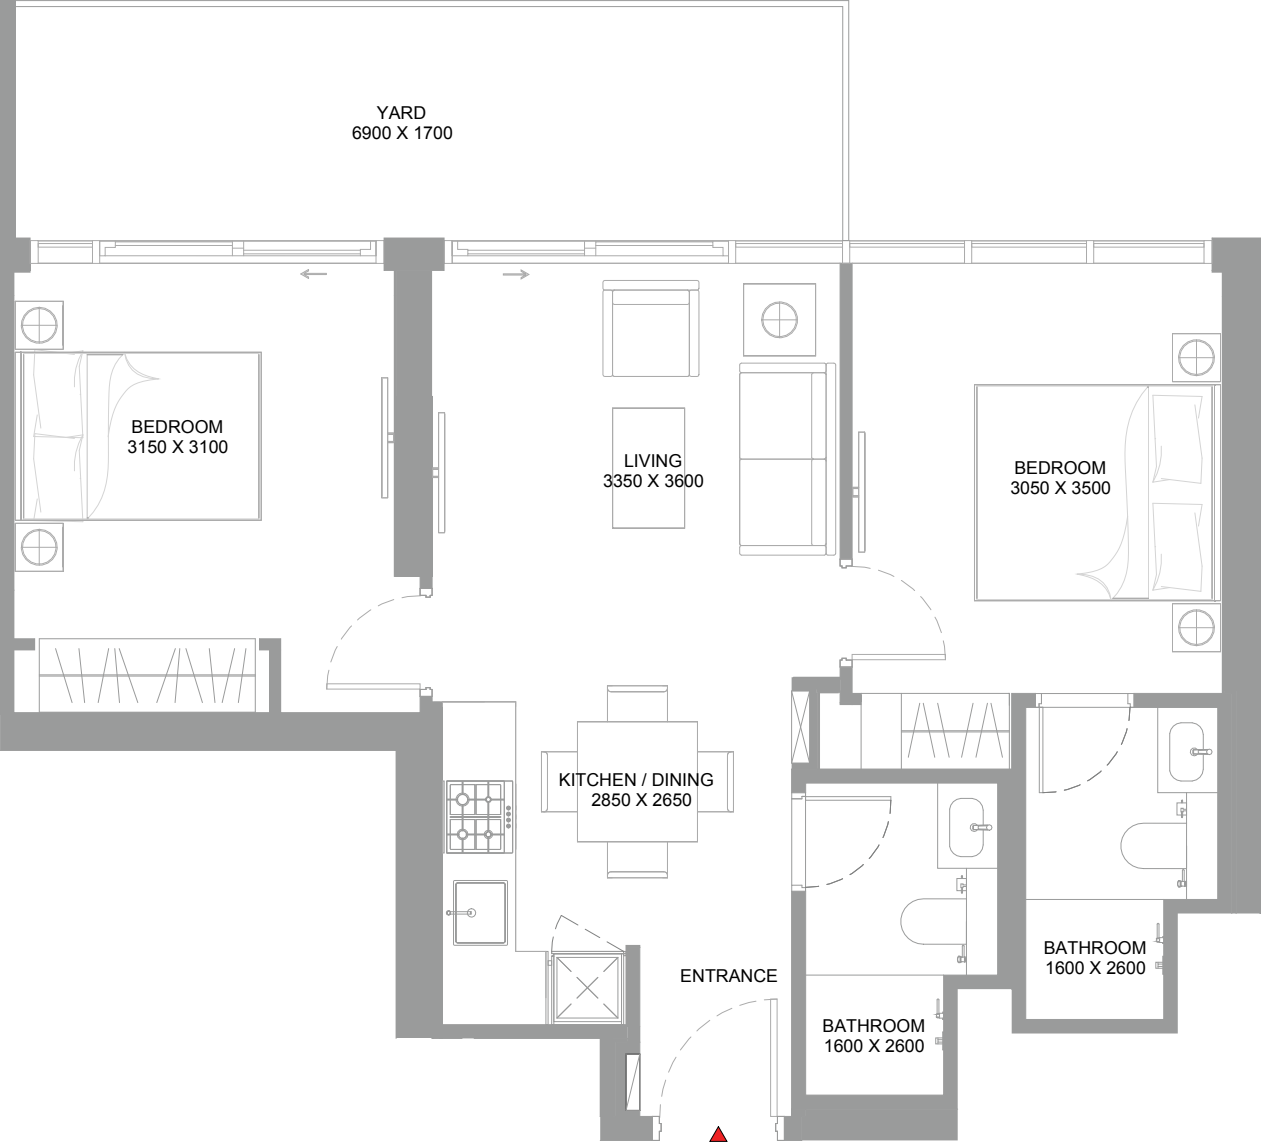 YARD
6900 X 1700
BEDROOM
3150 X 3100
LIVING
3350 X 3600
BEDROOM
3050 X 3500
KITCHEN / DINING
2850 X 2650
ENTRANCE
BATHROOM
1600 X 2600
BATHROOM
1600 X 2600